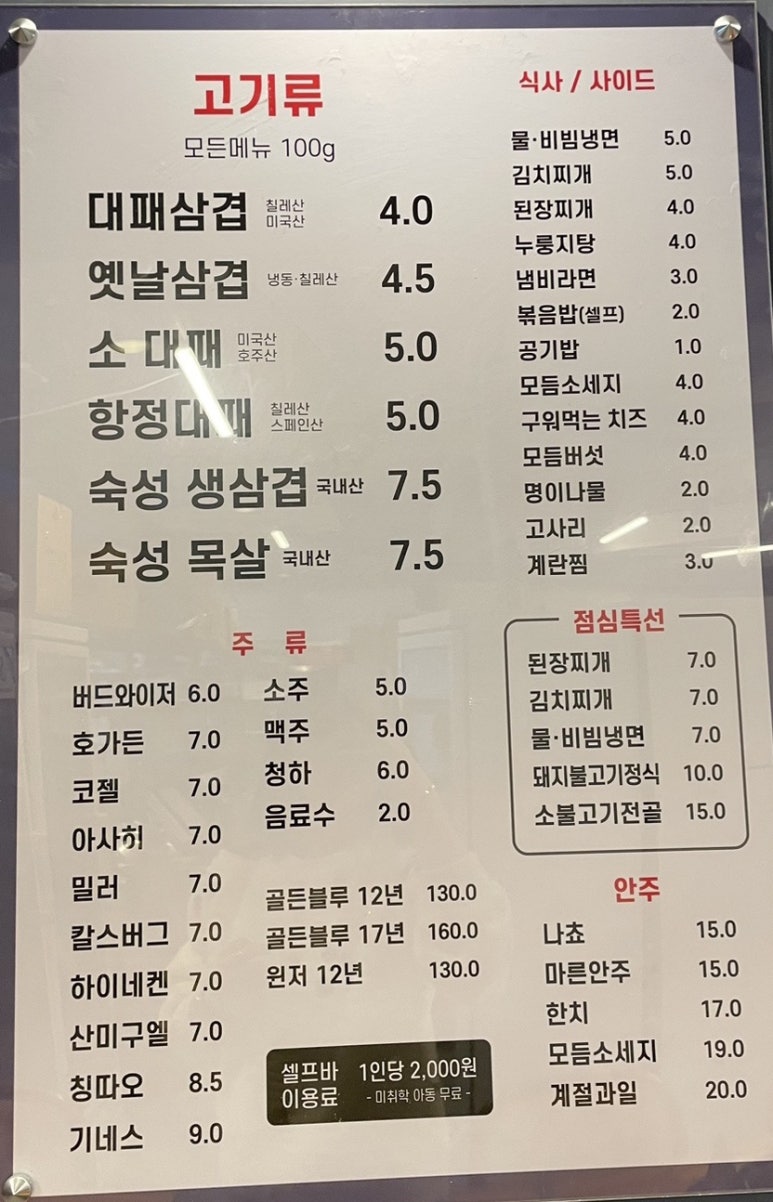 고기류
모든메뉴 100g
대패삼겹 칠레산 미국산 4.0
옛날삼겹 냉동·칠레산 4.5
소 대패 미국산 호주산 5.0
항정대패 칠레산 스페인산 5.0
숙성 생삼겹 국내산 7.5
숙성 목살 국내산 7.5
식사 / 사이드
물·비빔냉면 5.0
김치찌개 5.0
된장찌개 4.0
누룽지탕 4.0
냄비라면 3.0
볶음밥(셀프) 2.0
공기밥 1.0
모듬소세지 4.0
구워먹는 치즈 4.0
모듬버섯 4.0
명이나물 2.0
고사리 2.0
계란찜 3.0
주 류
버드와이저 6.0
호가든 7.0
코젤 7.0
아사히 7.0
밀러 7.0
칼스버그 7.0
하이네켄 7.0
산미구엘 7.0
칭따오 8.5
기네스 9.0
소주 5.0
맥주 5.0
청하 6.0
음료수 2.0
골든블루 12년 130.0
골든블루 17년 160.0
윈저 12년 130.0
셀프바 1인당 2,000원
이용료 - 미취학 아동 무료 -
점심특선
된장찌개 7.0
김치찌개 7.0
물·비빔냉면 7.0
돼지불고기정식 10.0
소불고기전골 15.0
안주
나쵸 15.0
마른안주 15.0
한치 17.0
모듬소세지 19.0
계절과일 20.0